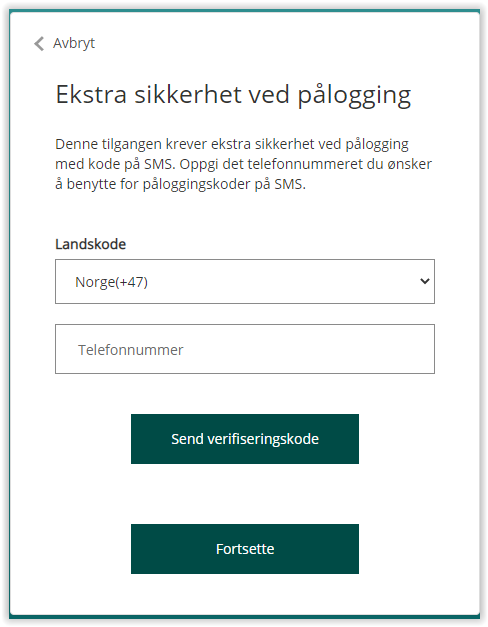 Avbryt
Ekstra sikkerhet ved pålogging
Denne tilgangen krever ekstra sikkerhet ved pålogging
med kode på SMS. Oppgi det telefonnummeret du ønsker
å benytte for påloggingskoder på SMS.
Landskode
Norge(+47)
Telefonnummer
Send verifiseringskode
Fortsette